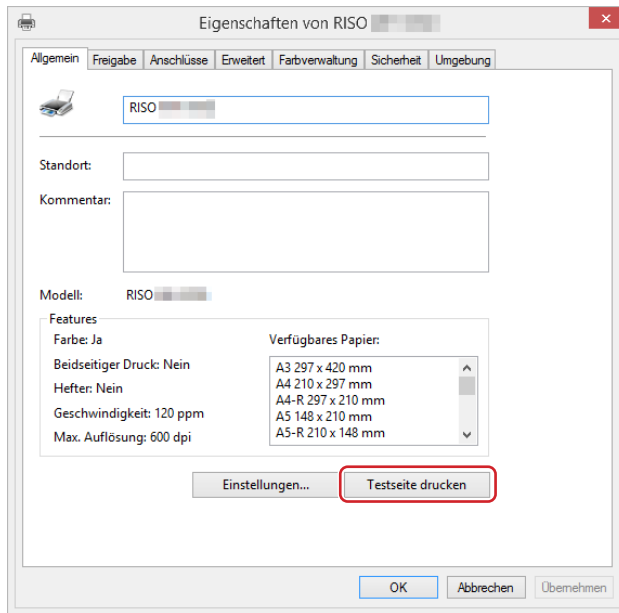 Eigenschaften von RISO
Allgemein Freigabe Anschlüsse Erweitert Farbverwaltung Sicherheit Umgebung
RISO
Standort:
Kommentar:
Modell: RISO
Features
Farbe: Ja
Beidseitiger Druck: Nein
Hefter: Nein
Geschwindigkeit: 120 ppm
Max. Auflösung: 600 dpi
Verfügbares Papier:
A3 297 x 420 mm
A4 210 x 297 mm
A4-R 297 x 210 mm
A5 148 x 210 mm
A5-R 210 x 148 mm
Einstellungen... Testseite drucken
OK Abbrechen Übernehmen